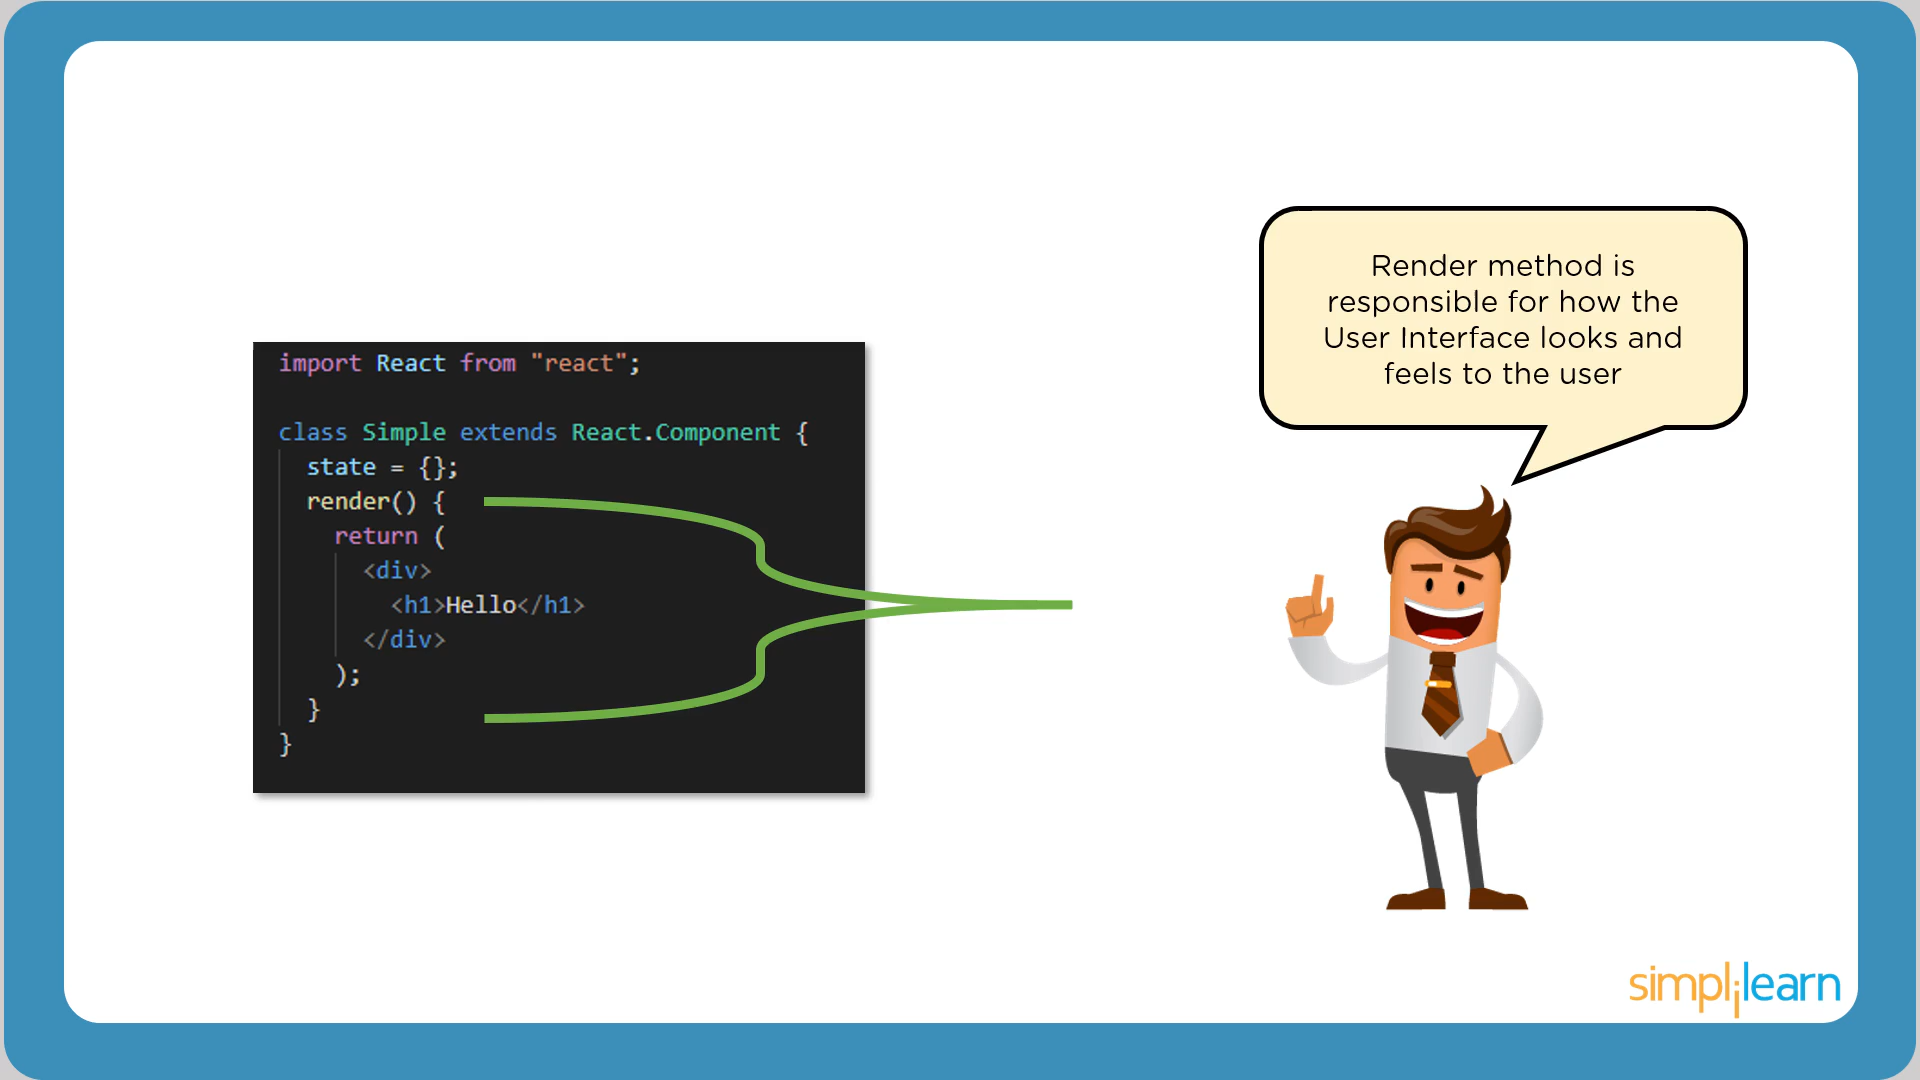 import React from "react";
class Simple extends React.Component {
state = {};
render() {
return (
<div>
<h1>Hello</h1>
</div>
);
}
}
Render method is
responsible for how the
User Interface looks and
feels to the user
simplilearn